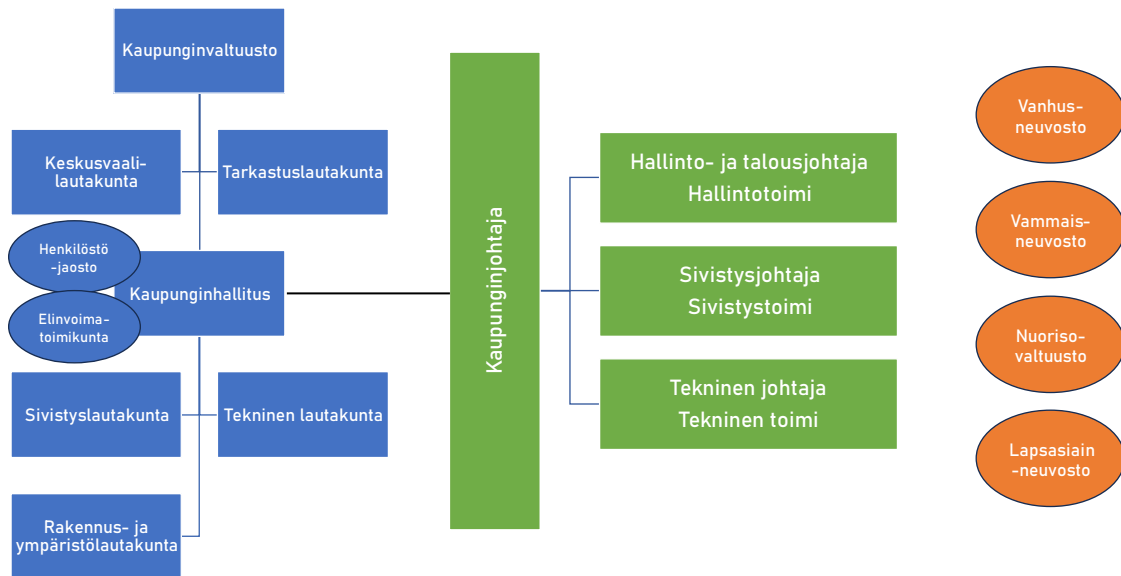 Kaupunginvaltuusto
Keskusvaali-
lautakunta
Tarkastuslautakunta
Henkilöstö
-jaosto
Elinvoima-
toimikunta
Kaupunginhallitus
Sivistyslautakunta
Tekninen lautakunta
Rakennus- ja
ympäristölautakunta
Kaupunginjohtaja
Hallinto- ja talousjohtaja
Hallintotoimi
Sivistysjohtaja
Sivistystoimi
Tekninen johtaja
Tekninen toimi
Vanhus-
neuvosto
Vammais-
neuvosto
Nuoriso-
valtuusto
Lapsasiain
-neuvosto